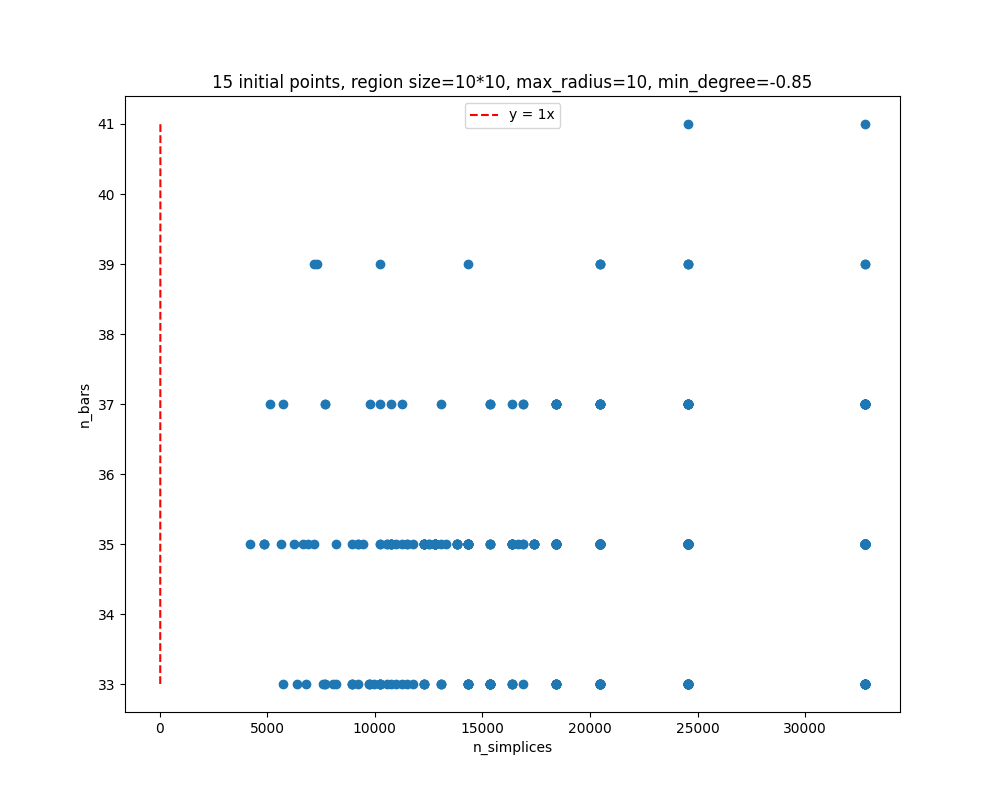 15 initial points, region size=10*10, max_radius=10, min_degree=-0.85
y = 1x
n_bars
41
40
39
38
37
36
35
34
33
0 5000 10000 15000 20000 25000 30000
n_simplices